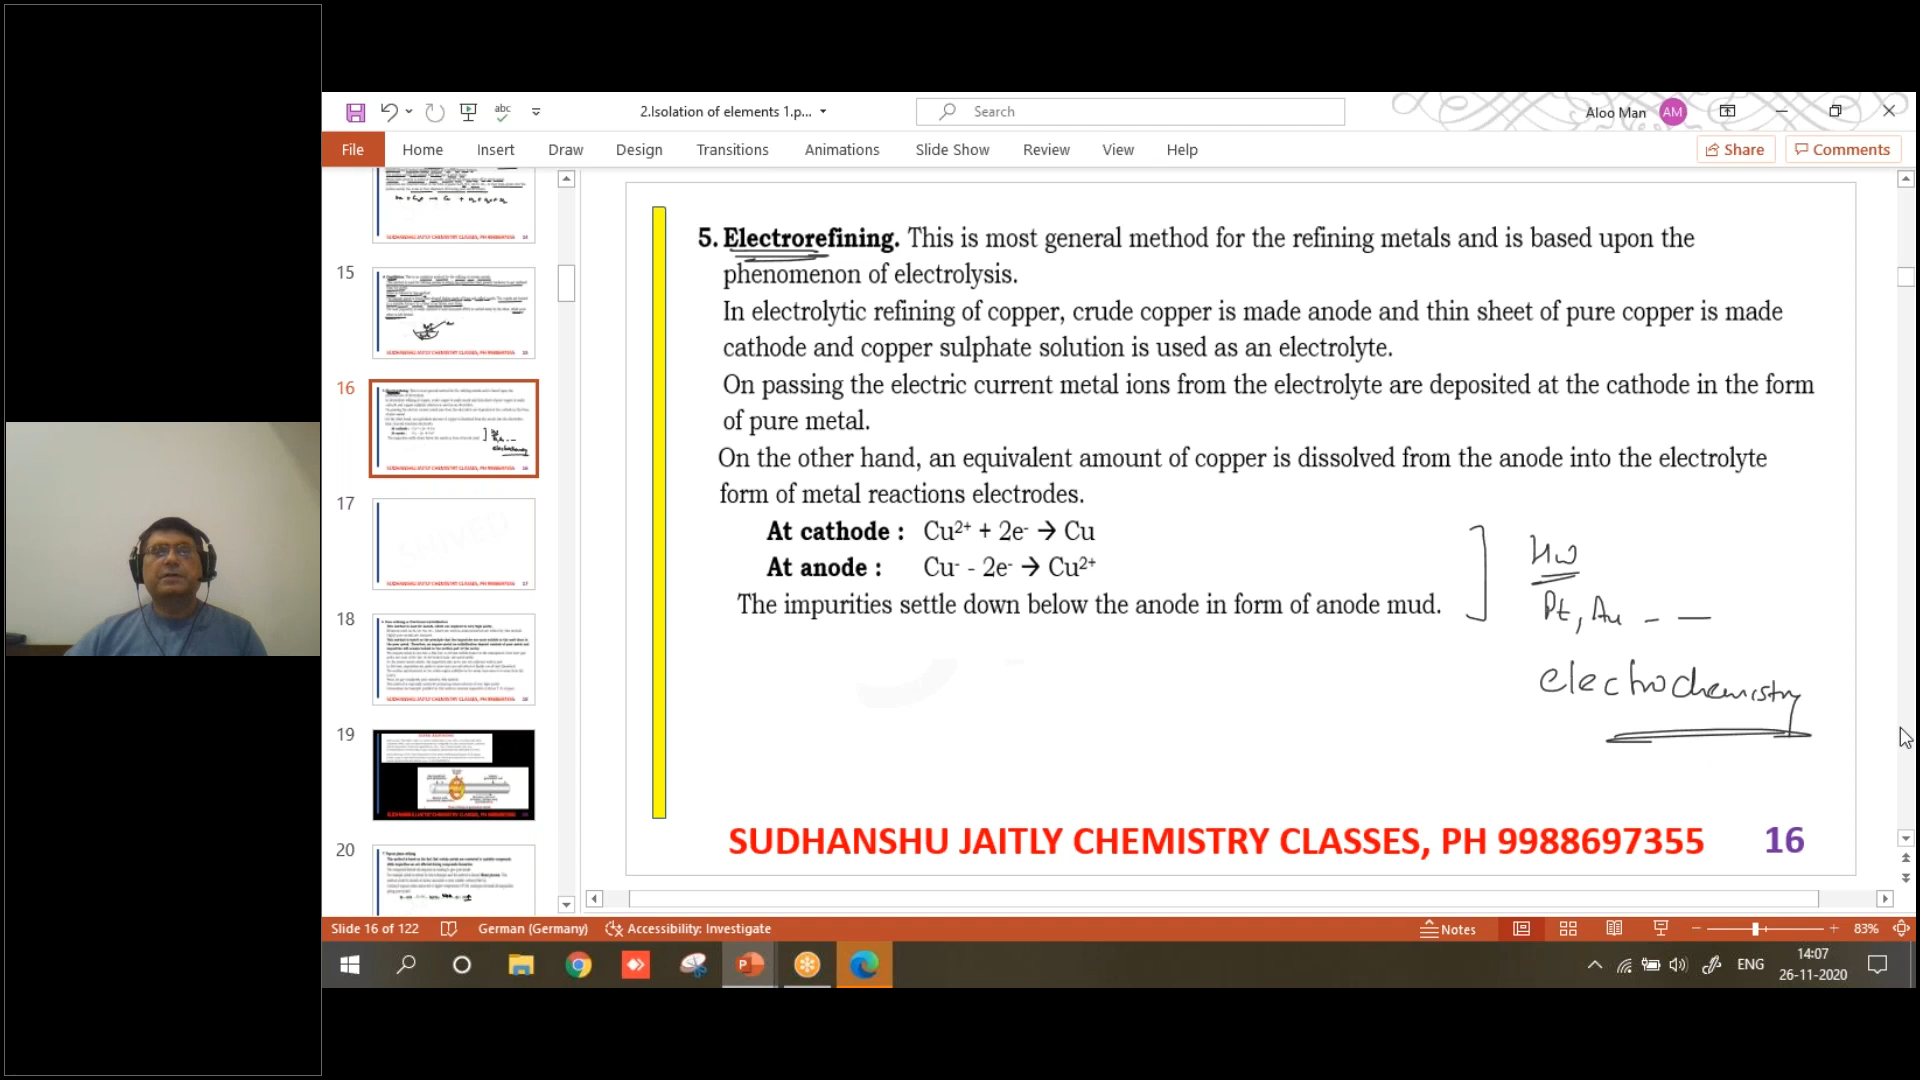 2.Isolation of elements 1.p...
Search
Aloo Man
AM
abc
File
Home
Insert
Draw
Design
Transitions
Animations
Slide Show
Review
View
Help
Share
Comments
SUDHANSHU JAITLY CHEMISTRY CLASSES, PH 9988697355
15
16
17
18
19
20
5. Electrorefining. This is most general method for the refining metals and is based upon the
phenomenon of electrolysis.
In electrolytic refining of copper, crude copper is made anode and thin sheet of pure copper is made
cathode and copper sulphate solution is used as an electrolyte.
On passing the electric current metal ions from the electrolyte are deposited at the cathode in the form
of pure metal.
On the other hand, an equivalent amount of copper is dissolved from the anode into the electrolyte
form of metal reactions electrodes.
At cathode : Cu²⁺ + 2e⁻ → Cu
At anode : Cu⁻ - 2e⁻ → Cu²⁺
The impurities settle down below the anode in form of anode mud.
HW
Pt, Au - —
electrochemistry
SUDHANSHU JAITLY CHEMISTRY CLASSES, PH 9988697355 16
Slide 16 of 122
German (Germany)
Accessibility: Investigate
Notes
83%
ENG
14:07
26-11-2020